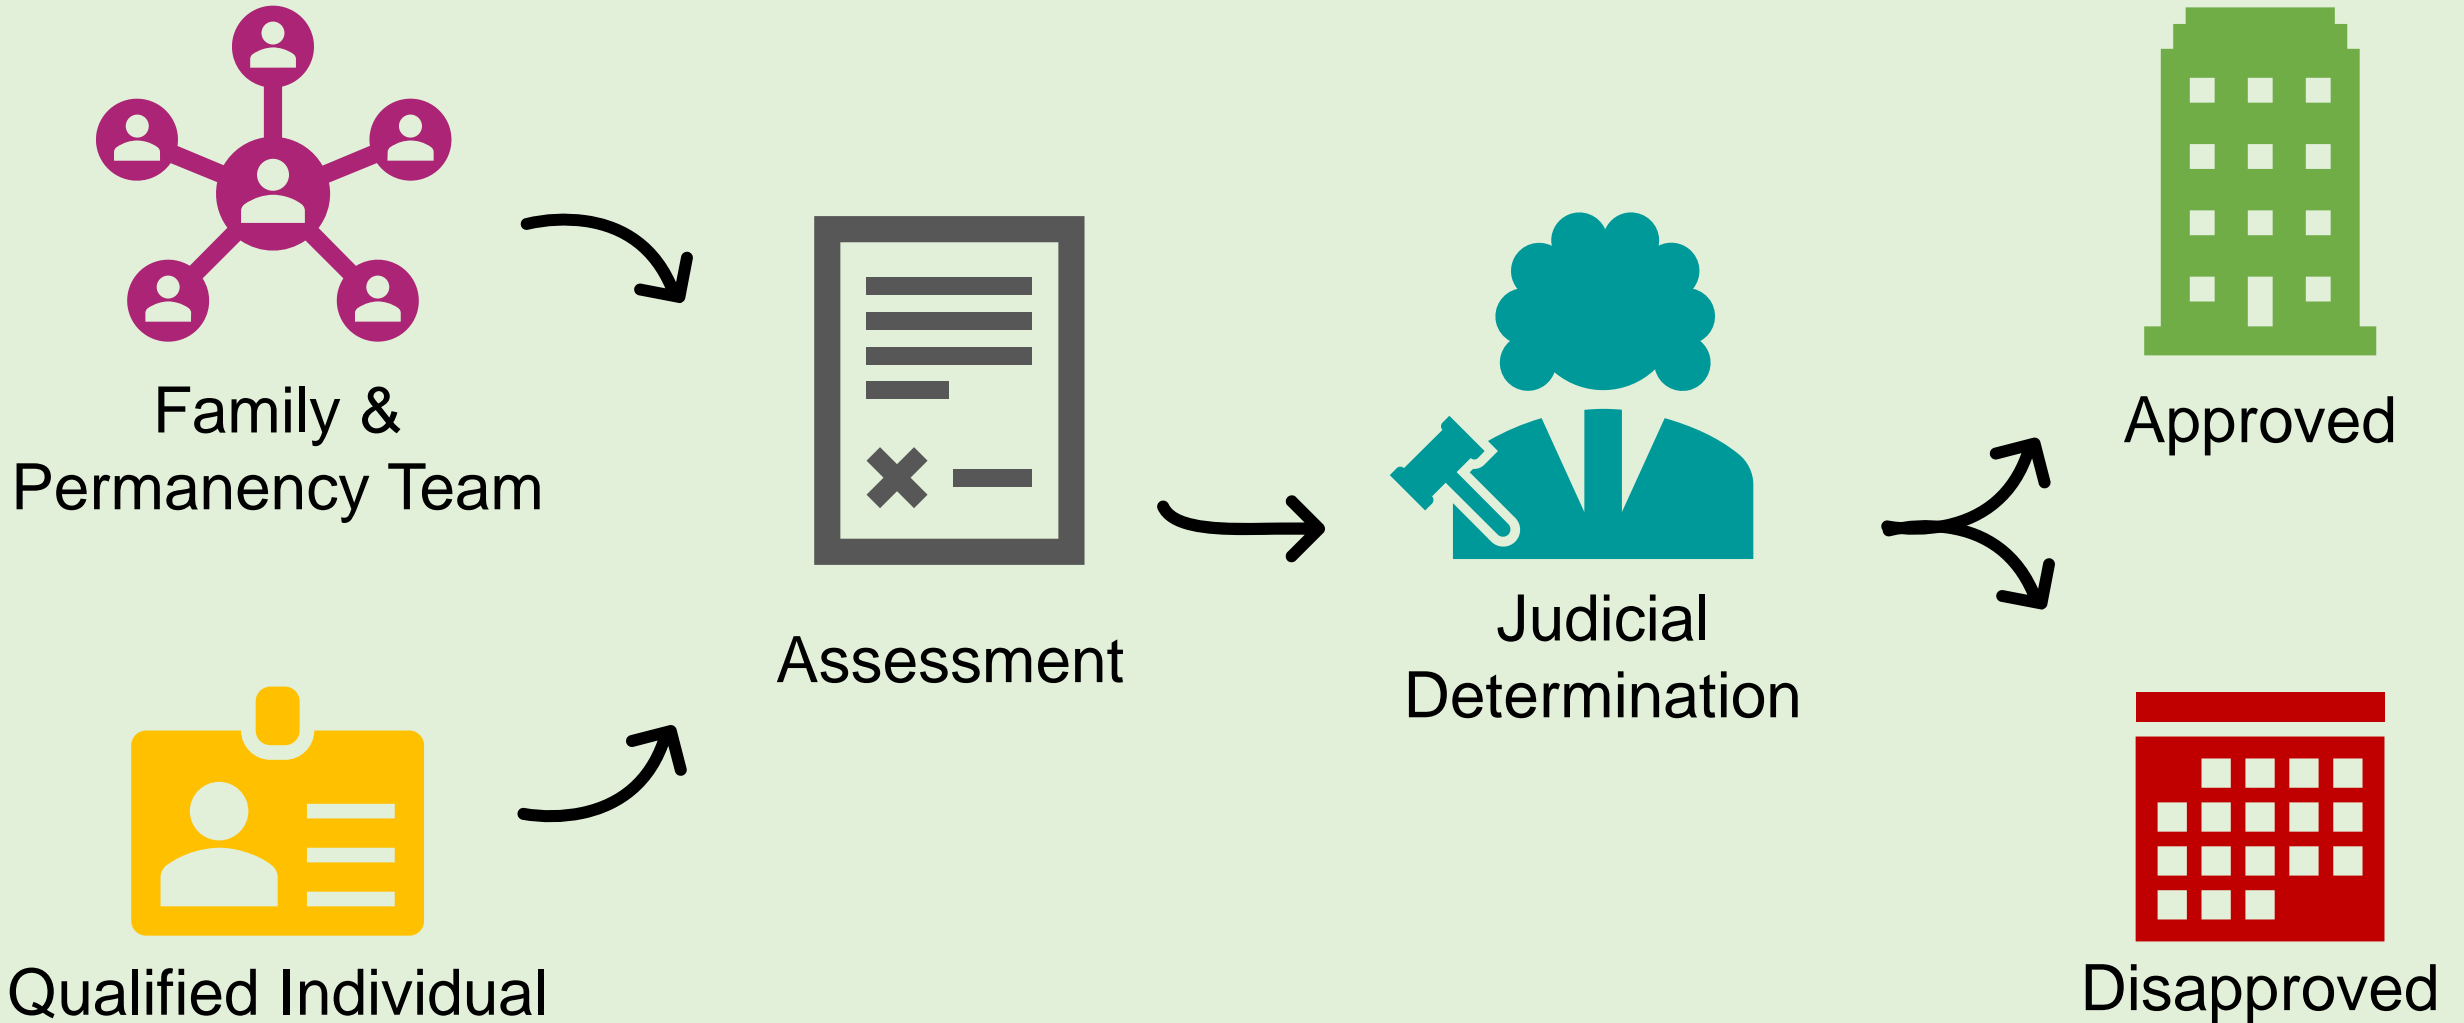 Family &
Permanency Team
Qualified Individual
Assessment
Judicial
Determination
Approved
Disapproved